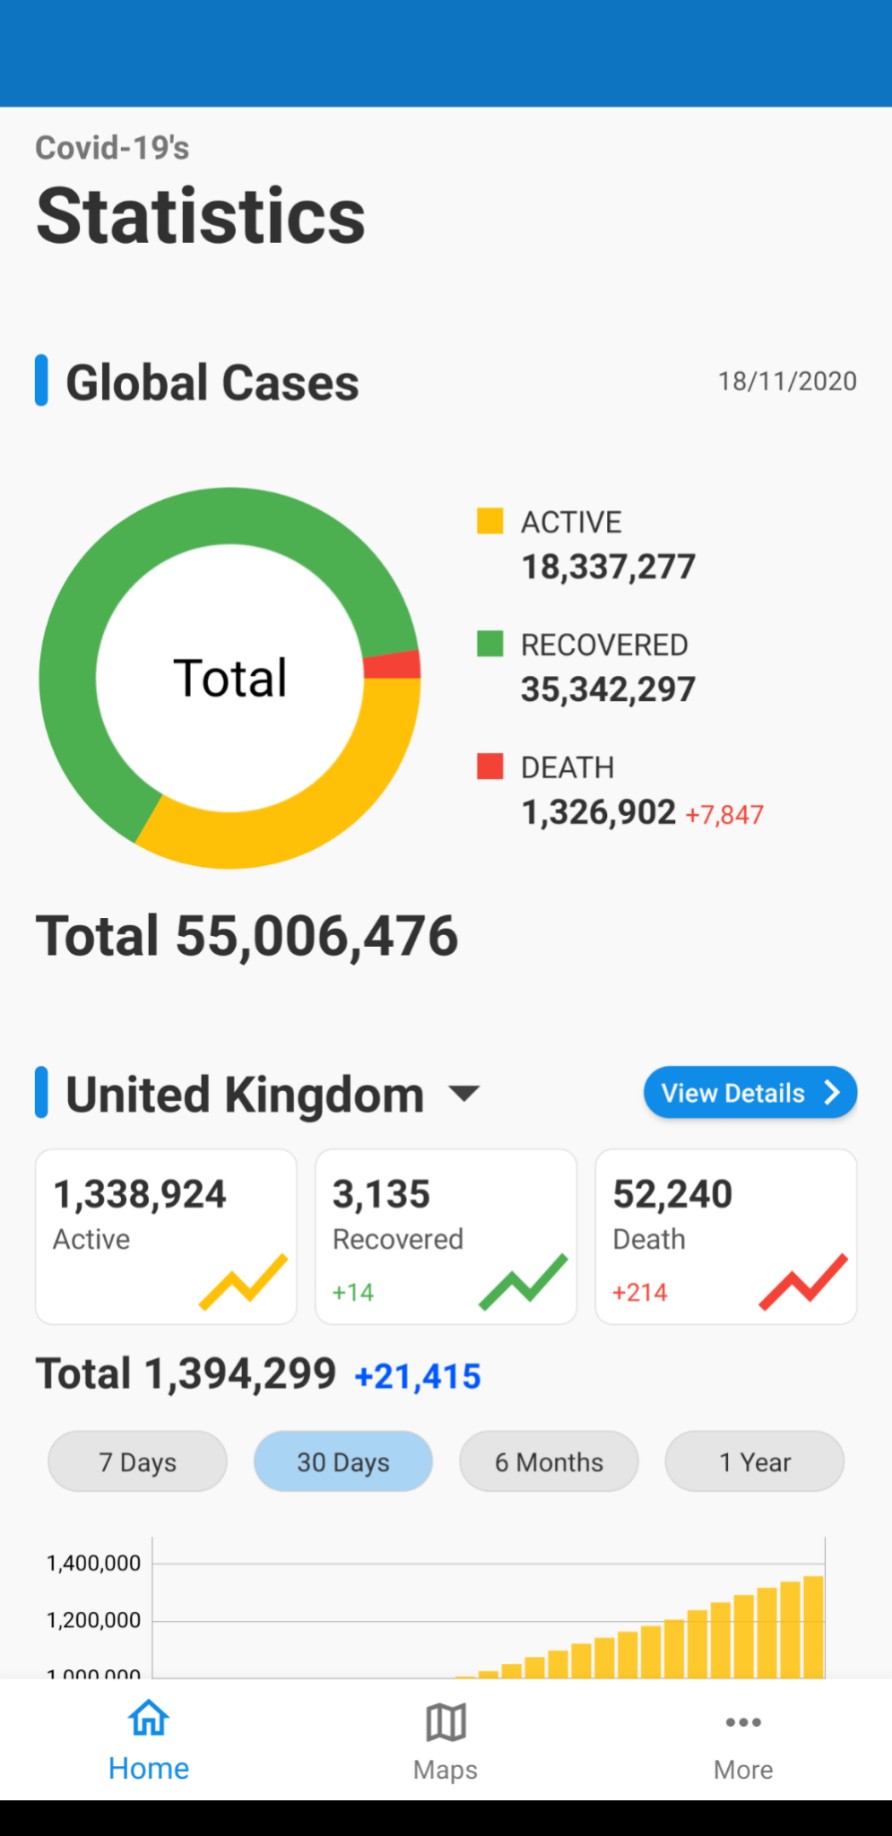 Covid-19's
Statistics
Global Cases
18/11/2020
Total
ACTIVE
18,337,277
RECOVERED
35,342,297
DEATH
1,326,902 +7,847
Total 55,006,476
United Kingdom
View Details
1,338,924
Active
3,135
Recovered
+14
52,240
Death
+214
Total 1,394,299 +21,415
7 Days
30 Days
6 Months
1 Year
1,400,000
1,200,000
1,000,000
Home
Maps
More